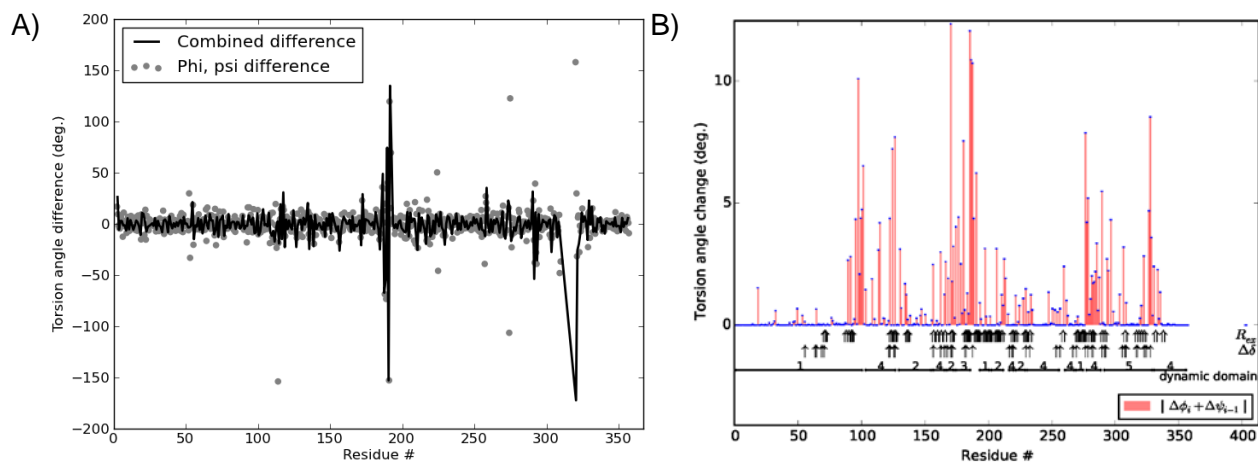 A)
Combined difference
Phi, psi difference
Torsion angle difference (deg.)
200
150
100
50
0
−50
−100
−150
−200
0
50
100
150
200
250
300
350
Residue #
B)
Torsion angle change (deg.)
10
5
0
R_ex
Δδ
1 4 2 4 2 3 1 2 4 2 4 4 1 4 5 4
dynamic domain
| Δϕ_i + Δψ_{i−1} |
0
50
100
150
200
250
300
350
400
Residue #